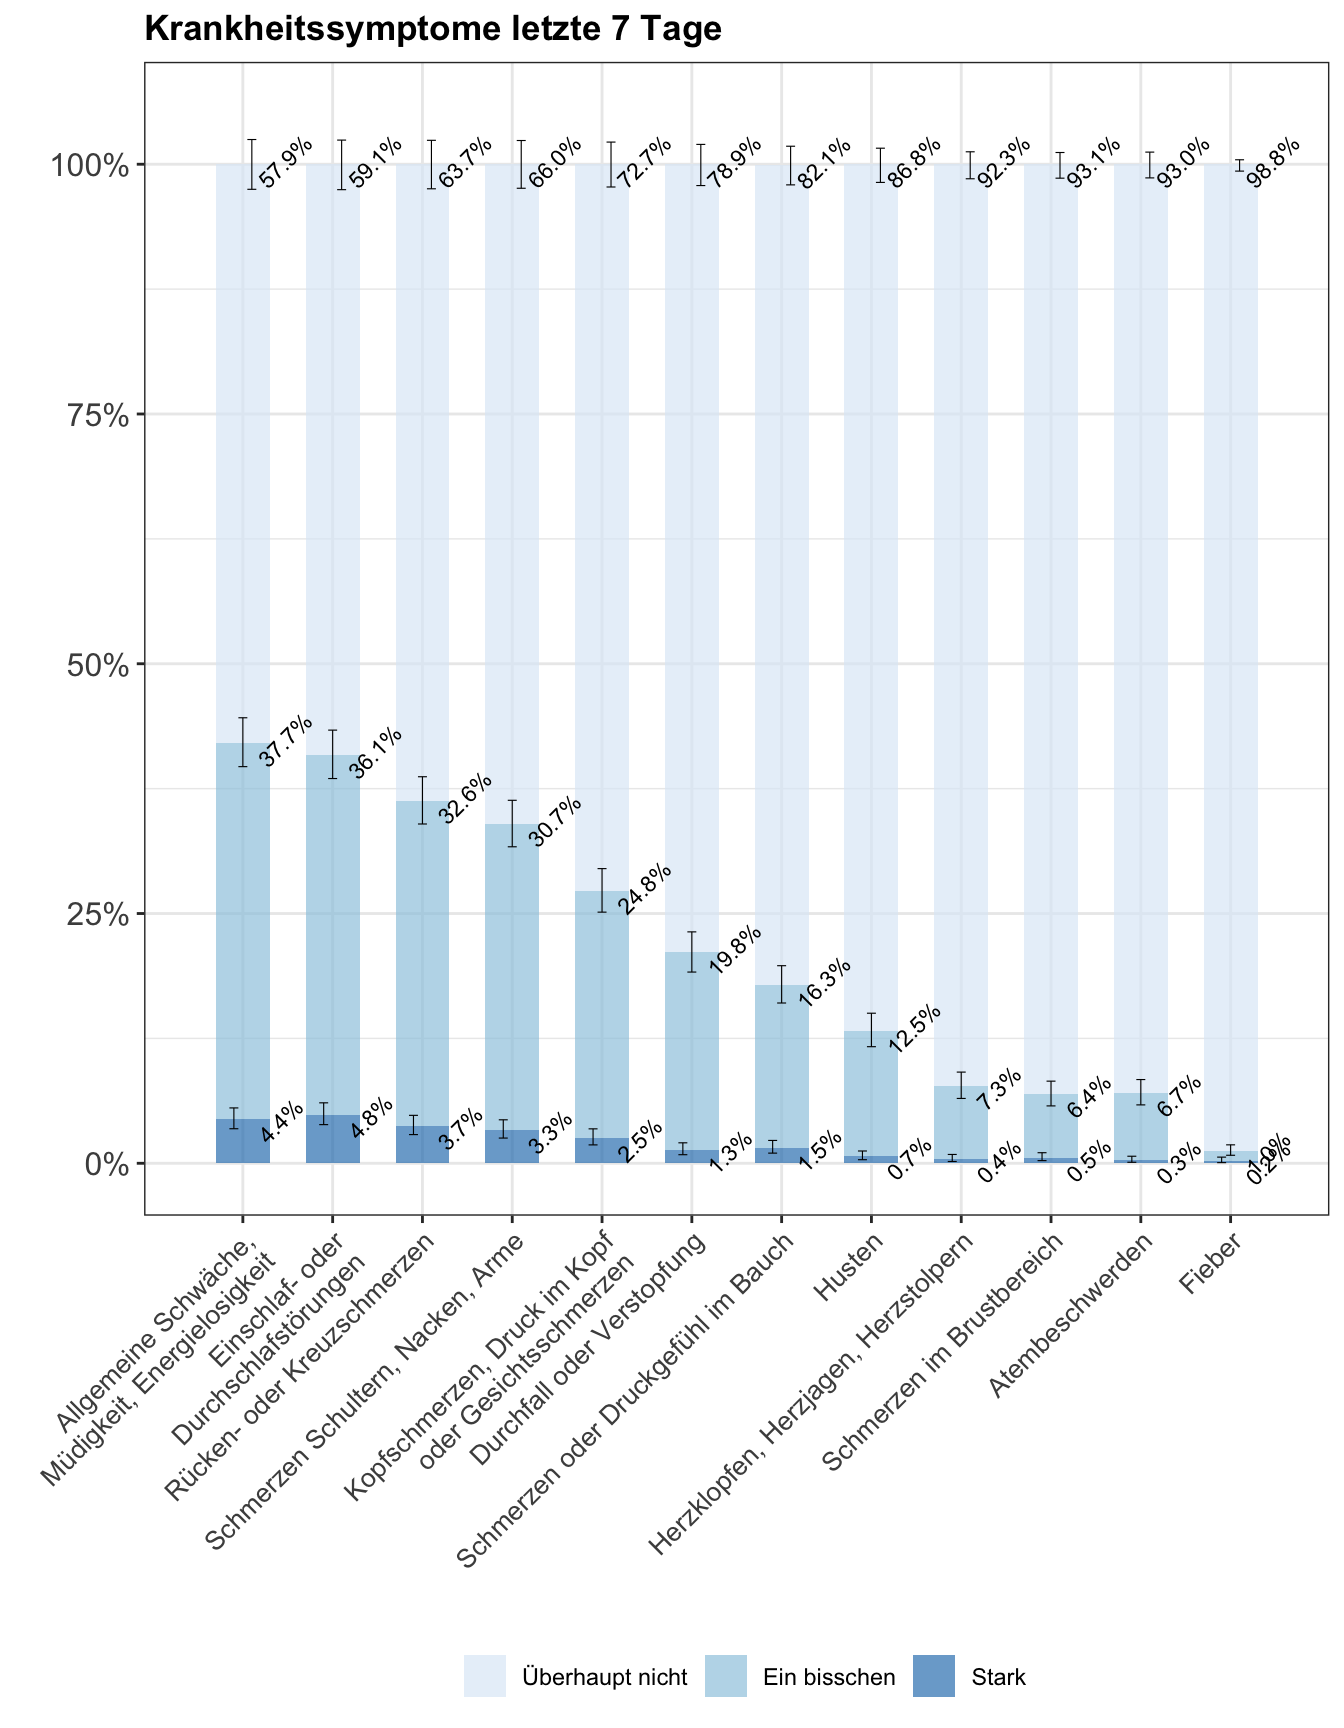 Krankheitssymptome letzte 7 Tage
100%
75%
50%
25%
0%
57.9%
59.1%
63.7%
66.0%
72.7%
78.9%
82.1%
86.8%
92.3%
93.1%
93.0%
98.8%
37.7%
36.1%
32.6%
30.7%
24.8%
19.8%
16.3%
12.5%
7.3%
6.4%
6.7%
1.0%
4.4%
4.8%
3.7%
3.3%
2.5%
1.3%
1.5%
0.7%
0.4%
0.5%
0.3%
0.2%
Allgemeine Schwäche,
Müdigkeit, Energielosigkeit
Einschlaf- oder
Durchschlafstörungen
Rücken- oder Kreuzschmerzen
Schmerzen Schultern, Nacken, Arme
Kopfschmerzen, Druck im Kopf
oder Gesichtsschmerzen
Durchfall oder Verstopfung
Schmerzen oder Druckgefühl im Bauch
Husten
Herzklopfen, Herzjagen, Herzstolpern
Schmerzen im Brustbereich
Atembeschwerden
Fieber
Überhaupt nicht
Ein bisschen
Stark